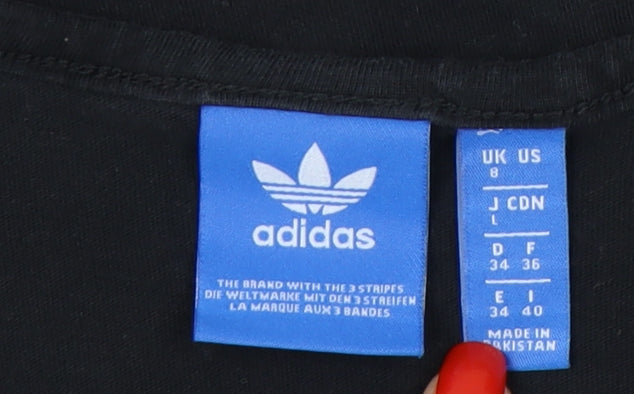 adidas
THE BRAND WITH THE 3 STRIPES
DIE WELTMARKE MIT DEN 3 STREIFEN
LA MARQUE AUX 3 BANDES
UK US
8
J CDN
L
D F
34 36
E I
34 40
MADE IN
PAKISTAN